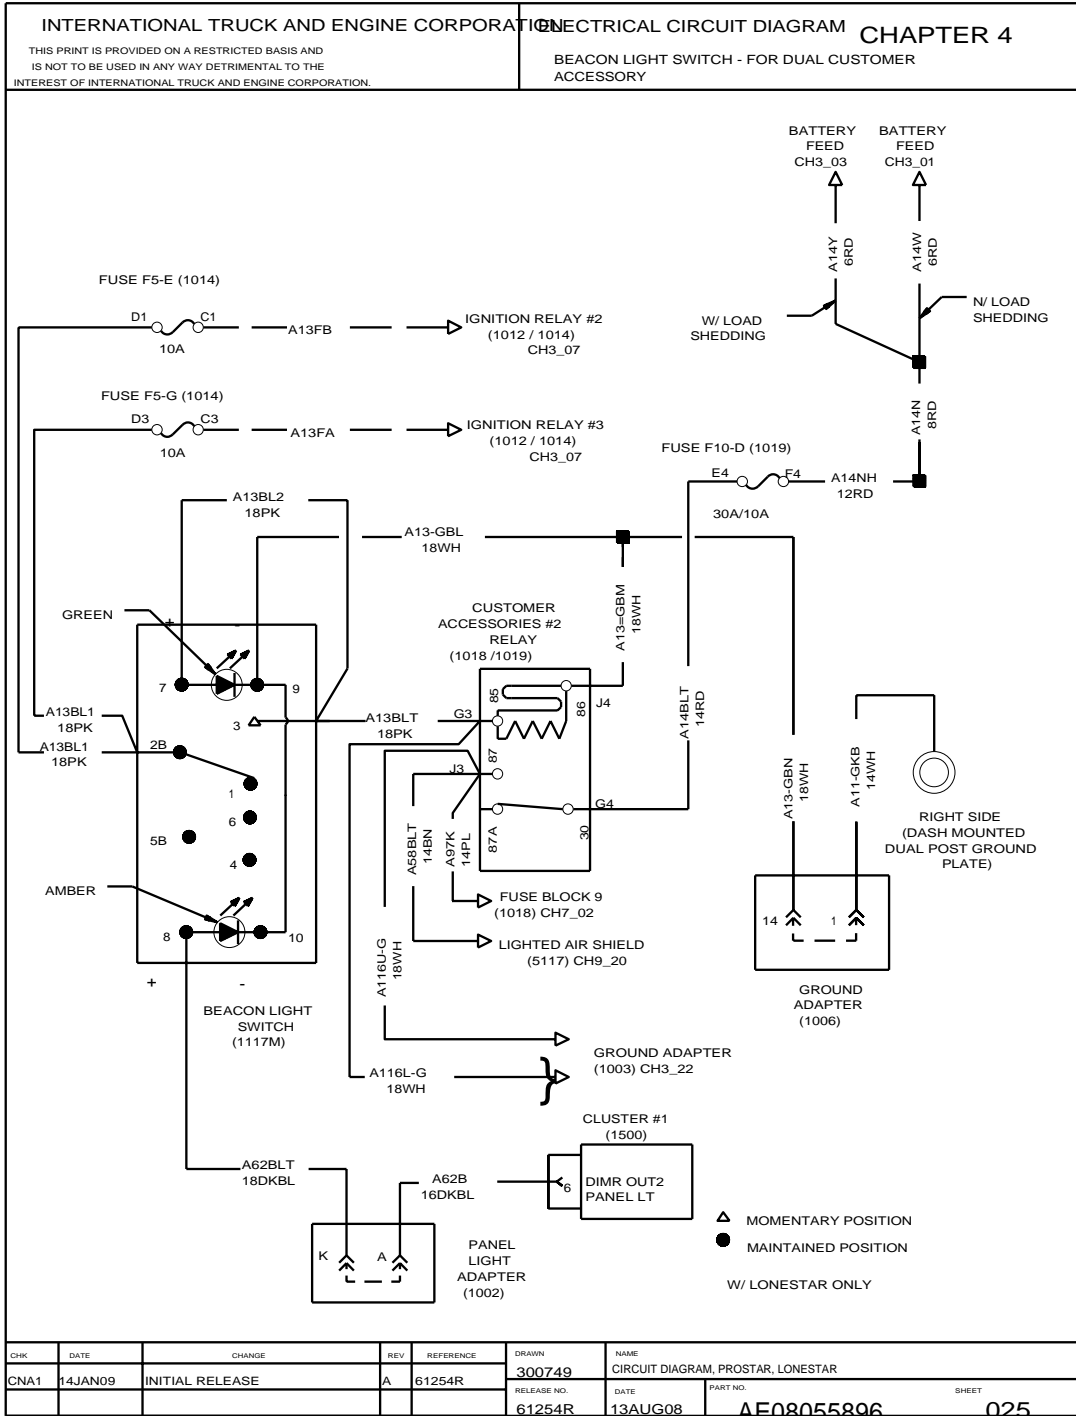 INTERNATIONAL TRUCK AND ENGINE CORPORATION
THIS PRINT IS PROVIDED ON A RESTRICTED BASIS AND
IS NOT TO BE USED IN ANY WAY DETRIMENTAL TO THE
INTEREST OF INTERNATIONAL TRUCK AND ENGINE CORPORATION.
ELECTRICAL CIRCUIT DIAGRAM
CHAPTER 4
BEACON LIGHT SWITCH - FOR DUAL CUSTOMER
ACCESSORY
BATTERY
FEED
CH3_03
BATTERY
FEED
CH3_01
A14Y
6RD
A14W
6RD
W/ LOAD
SHEDDING
N/ LOAD
SHEDDING
FUSE F5-E (1014)
D1
C1
10A
A13FB
IGNITION RELAY #2
(1012 / 1014)
CH3_07
FUSE F5-G (1014)
D3
C3
10A
A13FA
IGNITION RELAY #3
(1012 / 1014)
CH3_07
A14N
8RD
FUSE F10-D (1019)
E4
F4
30A/10A
A14NH
12RD
A13BL2
18PK
A13-GBL
18WH
A13=GBM
18WH
GREEN
+
-
CUSTOMER
ACCESSORIES #2
RELAY
(1018 /1019)
7
9
3
A13BL1
18PK
A13BL1
18PK
2B
1
6
5B
4
A13BLT
18PK
G3
85
86
J4
87
J3
87A
30
G4
A14BLT
14RD
A58BLT
14BN
A97K
14PL
A13-GBN
18WH
A11-GKB
14WH
RIGHT SIDE
(DASH MOUNTED
DUAL POST GROUND
PLATE)
AMBER
8
10
+
-
BEACON LIGHT
SWITCH
(1117M)
FUSE BLOCK 9
(1018) CH7_02
LIGHTED AIR SHIELD
(5117) CH9_20
A116U-G
18WH
14
1
GROUND
ADAPTER
(1006)
A116L-G
18WH
GROUND ADAPTER
(1003) CH3_22
CLUSTER #1
(1500)
6
DIMR OUT2
PANEL LT
A62BLT
18DKBL
A62B
16DKBL
K
A
PANEL
LIGHT
ADAPTER
(1002)
MOMENTARY POSITION
MAINTAINED POSITION
W/ LONESTAR ONLY
CHK DATE CHANGE REV REFERENCE
CNA1 14JAN09 INITIAL RELEASE A 61254R
DRAWN
300749
NAME
CIRCUIT DIAGRAM, PROSTAR, LONESTAR
RELEASE NO.
61254R
DATE
13AUG08
PART NO.
AE08055896
SHEET
025